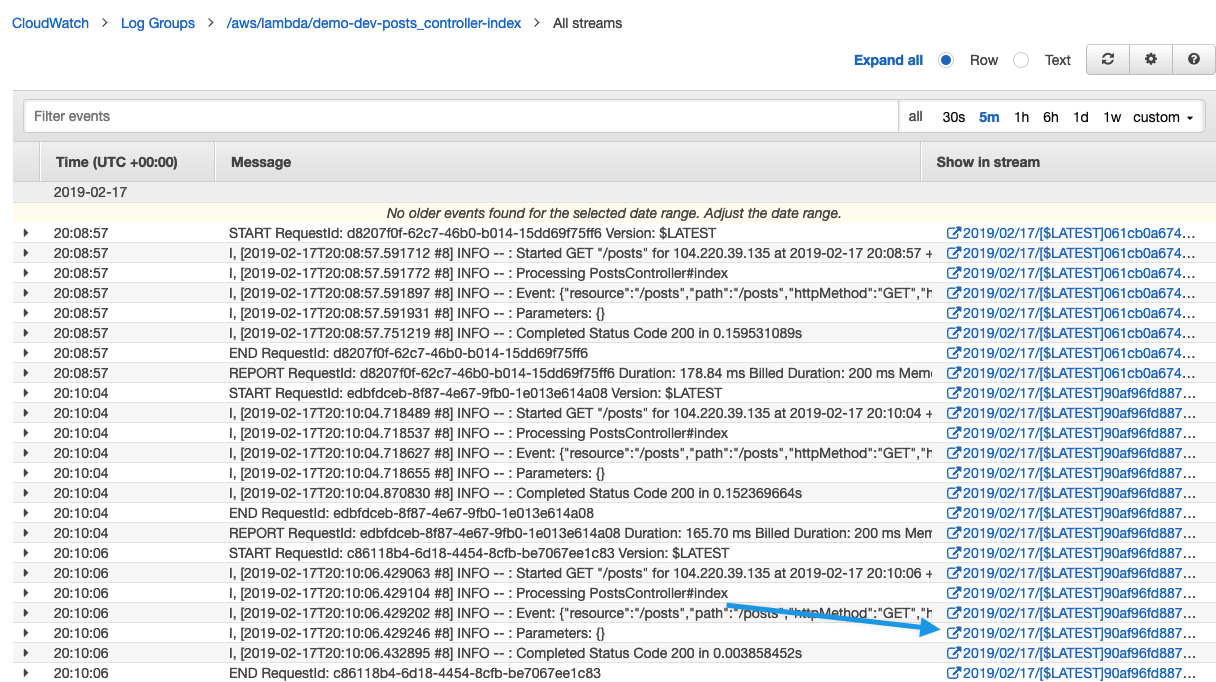 CloudWatch > Log Groups > /aws/lambda/demo-dev-posts_controller-index > All streams
Expand all Row Text
Filter events all 30s 5m 1h 6h 1d 1w custom
Time (UTC +00:00) Message Show in stream
2019-02-17
No older events found for the selected date range. Adjust the date range.
20:08:57 START RequestId: d8207f0f-62c7-46b0-b014-15dd69f75ff6 Version: $LATEST 2019/02/17/[$LATEST]061cb0a674...
20:08:57 I, [2019-02-17T20:08:57.591712 #8] INFO -- : Started GET "/posts" for 104.220.39.135 at 2019-02-17 20:08:57 + 2019/02/17/[$LATEST]061cb0a674...
20:08:57 I, [2019-02-17T20:08:57.591772 #8] INFO -- : Processing PostsController#index 2019/02/17/[$LATEST]061cb0a674...
20:08:57 I, [2019-02-17T20:08:57.591897 #8] INFO -- : Event: {"resource":"/posts","path":"/posts","httpMethod":"GET","h 2019/02/17/[$LATEST]061cb0a674...
20:08:57 I, [2019-02-17T20:08:57.591931 #8] INFO -- : Parameters: {} 2019/02/17/[$LATEST]061cb0a674...
20:08:57 I, [2019-02-17T20:08:57.751219 #8] INFO -- : Completed Status Code 200 in 0.159531089s 2019/02/17/[$LATEST]061cb0a674...
20:08:57 END RequestId: d8207f0f-62c7-46b0-b014-15dd69f75ff6 2019/02/17/[$LATEST]061cb0a674...
20:08:57 REPORT RequestId: d8207f0f-62c7-46b0-b014-15dd69f75ff6 Duration: 178.84 ms Billed Duration: 200 ms Mem 2019/02/17/[$LATEST]061cb0a674...
20:10:04 START RequestId: edbfdceb-8f87-4e67-9fb0-1e013e614a08 Version: $LATEST 2019/02/17/[$LATEST]90af96fd887...
20:10:04 I, [2019-02-17T20:10:04.718489 #8] INFO -- : Started GET "/posts" for 104.220.39.135 at 2019-02-17 20:10:04 + 2019/02/17/[$LATEST]90af96fd887...
20:10:04 I, [2019-02-17T20:10:04.718537 #8] INFO -- : Processing PostsController#index 2019/02/17/[$LATEST]90af96fd887...
20:10:04 I, [2019-02-17T20:10:04.718627 #8] INFO -- : Event: {"resource":"/posts","path":"/posts","httpMethod":"GET","h 2019/02/17/[$LATEST]90af96fd887...
20:10:04 I, [2019-02-17T20:10:04.718655 #8] INFO -- : Parameters: {} 2019/02/17/[$LATEST]90af96fd887...
20:10:04 I, [2019-02-17T20:10:04.870830 #8] INFO -- : Completed Status Code 200 in 0.152369664s 2019/02/17/[$LATEST]90af96fd887...
20:10:04 END RequestId: edbfdceb-8f87-4e67-9fb0-1e013e614a08 2019/02/17/[$LATEST]90af96fd887...
20:10:04 REPORT RequestId: edbfdceb-8f87-4e67-9fb0-1e013e614a08 Duration: 165.70 ms Billed Duration: 200 ms Mem 2019/02/17/[$LATEST]90af96fd887...
20:10:06 START RequestId: c86118b4-6d18-4454-8cfb-be7067ee1c83 Version: $LATEST 2019/02/17/[$LATEST]90af96fd887...
20:10:06 I, [2019-02-17T20:10:06.429063 #8] INFO -- : Started GET "/posts" for 104.220.39.135 at 2019-02-17 20:10:06 + 2019/02/17/[$LATEST]90af96fd887...
20:10:06 I, [2019-02-17T20:10:06.429104 #8] INFO -- : Processing PostsController#index 2019/02/17/[$LATEST]90af96fd887...
20:10:06 I, [2019-02-17T20:10:06.429202 #8] INFO -- : Event: {"resource":"/posts","path":"/posts","httpMethod":"GET","h 2019/02/17/[$LATEST]90af96fd887...
20:10:06 I, [2019-02-17T20:10:06.429246 #8] INFO -- : Parameters: {} 2019/02/17/[$LATEST]90af96fd887...
20:10:06 I, [2019-02-17T20:10:06.432895 #8] INFO -- : Completed Status Code 200 in 0.003858452s 2019/02/17/[$LATEST]90af96fd887...
20:10:06 END RequestId: c86118b4-6d18-4454-8cfb-be7067ee1c83 2019/02/17/[$LATEST]90af96fd887...